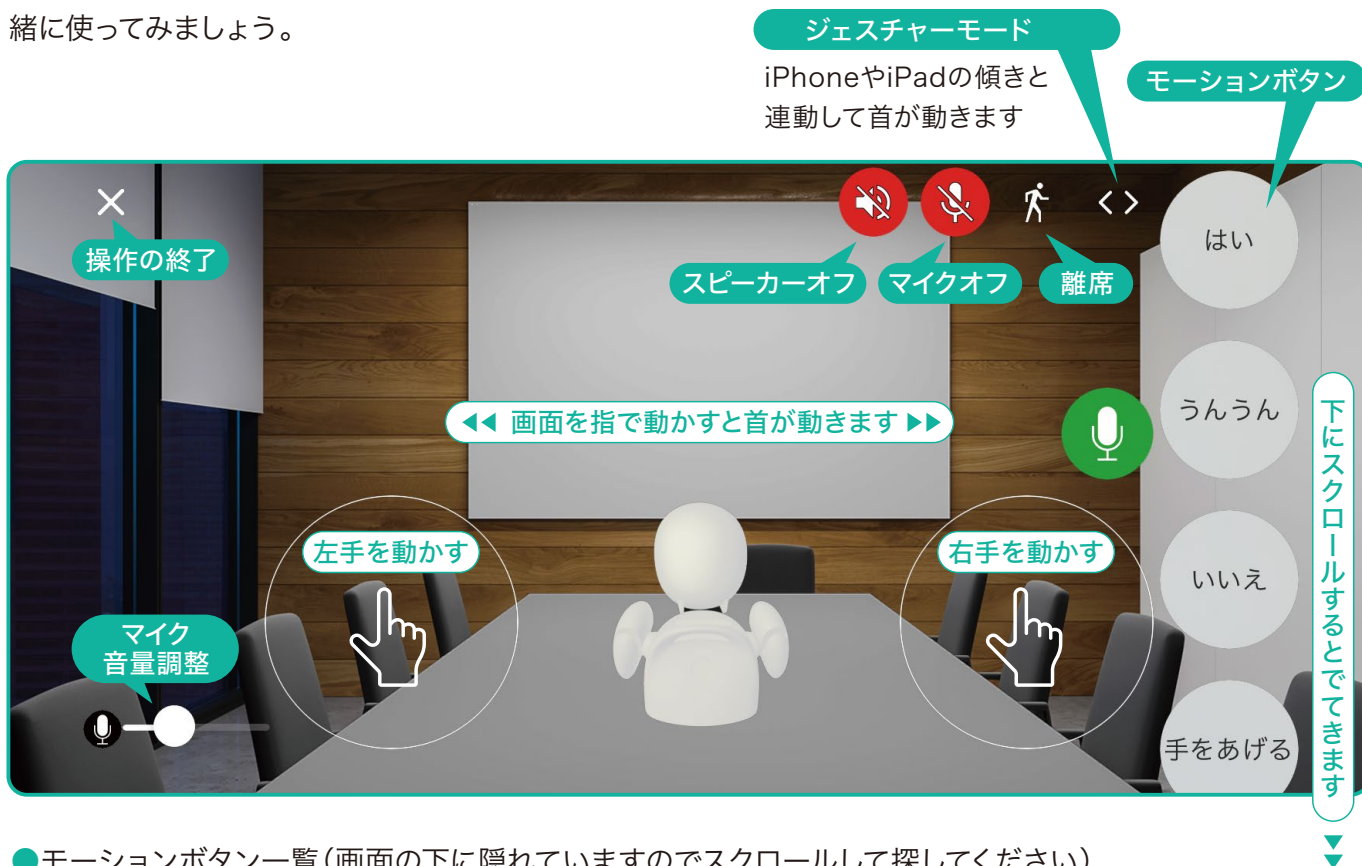 緒に使ってみましょう。
ジェスチャーモード
iPhoneやiPadの傾きと
連動して首が動きます
モーションボタン
操作の終了
スピーカーオフ
マイクオフ
離席
はい
◀◀ 画面を指で動かすと首が動きます ▶▶
うんうん
左手を動かす
右手を動かす
いいえ
マイク
音量調整
手をあげる
下にスクロールするとでてきます
●モーションボタン一覧(画面の下に隠れていますのでスクロールして探してください)